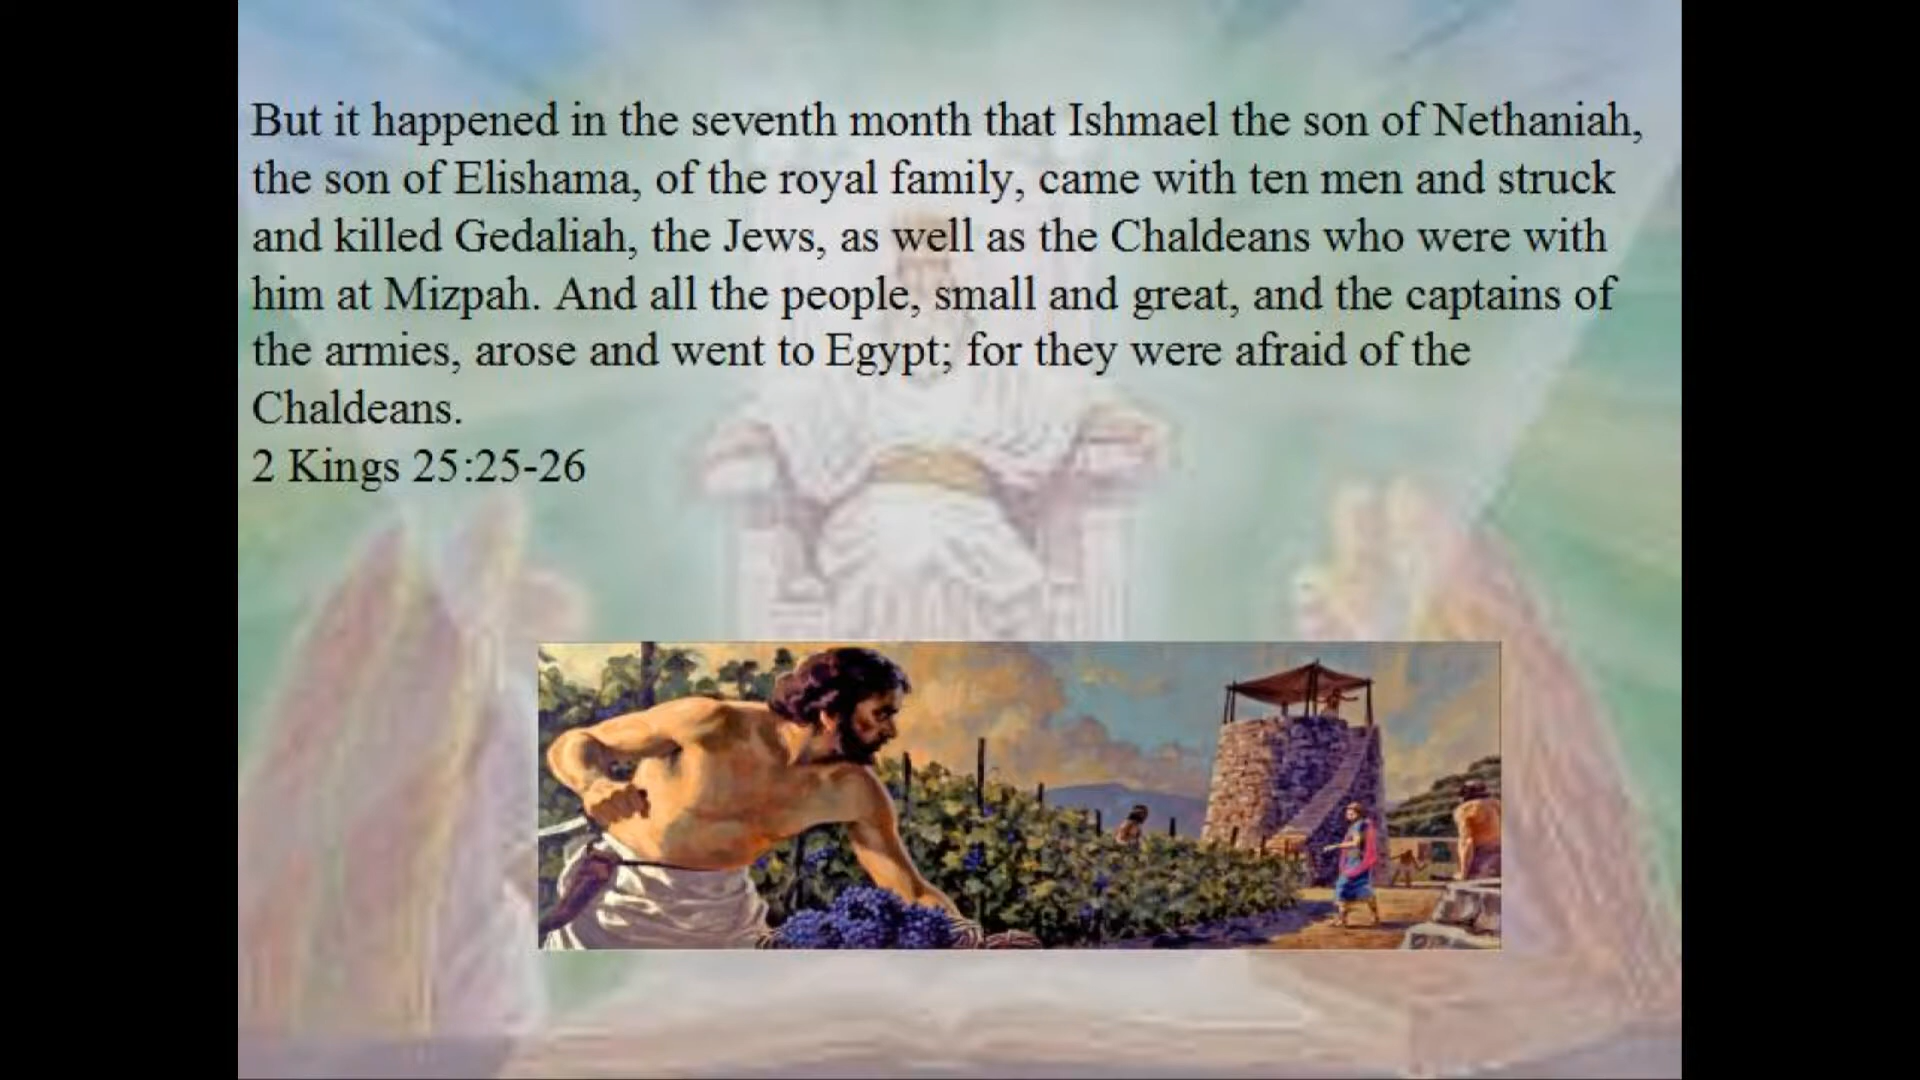 But it happened in the seventh month that Ishmael the son of Nethaniah,
the son of Elishama, of the royal family, came with ten men and struck
and killed Gedaliah, the Jews, as well as the Chaldeans who were with
him at Mizpah. And all the people, small and great, and the captains of
the armies, arose and went to Egypt; for they were afraid of the
Chaldeans.
2 Kings 25:25-26